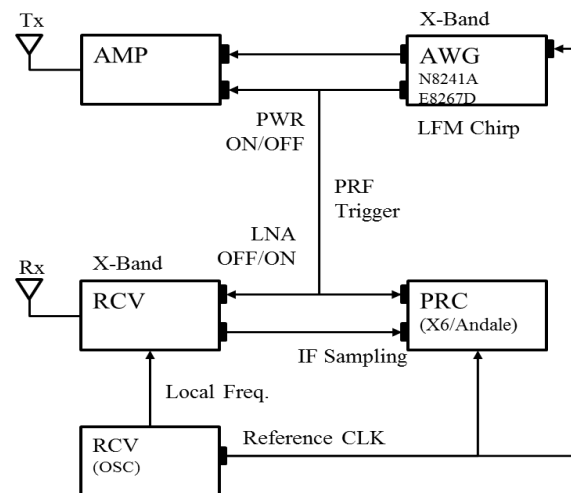 Tx
X-Band
AMP
AWG
N8241A
E8267D
LFM Chirp
PWR
ON/OFF
PRF
Trigger
LNA
OFF/ON
Rx
X-Band
RCV
PRC
(X6/Andale)
IF Sampling
Local Freq.
RCV
(OSC)
Reference CLK